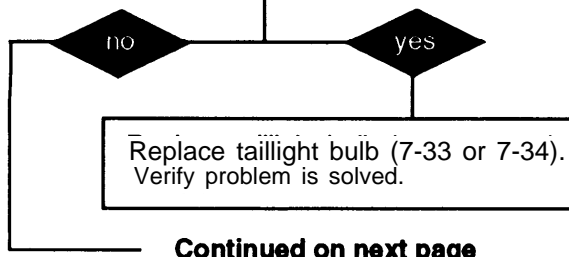 no yes
Replace taillight bulb (7-33 or 7-34).
Verify problem is solved.
Continued on next page